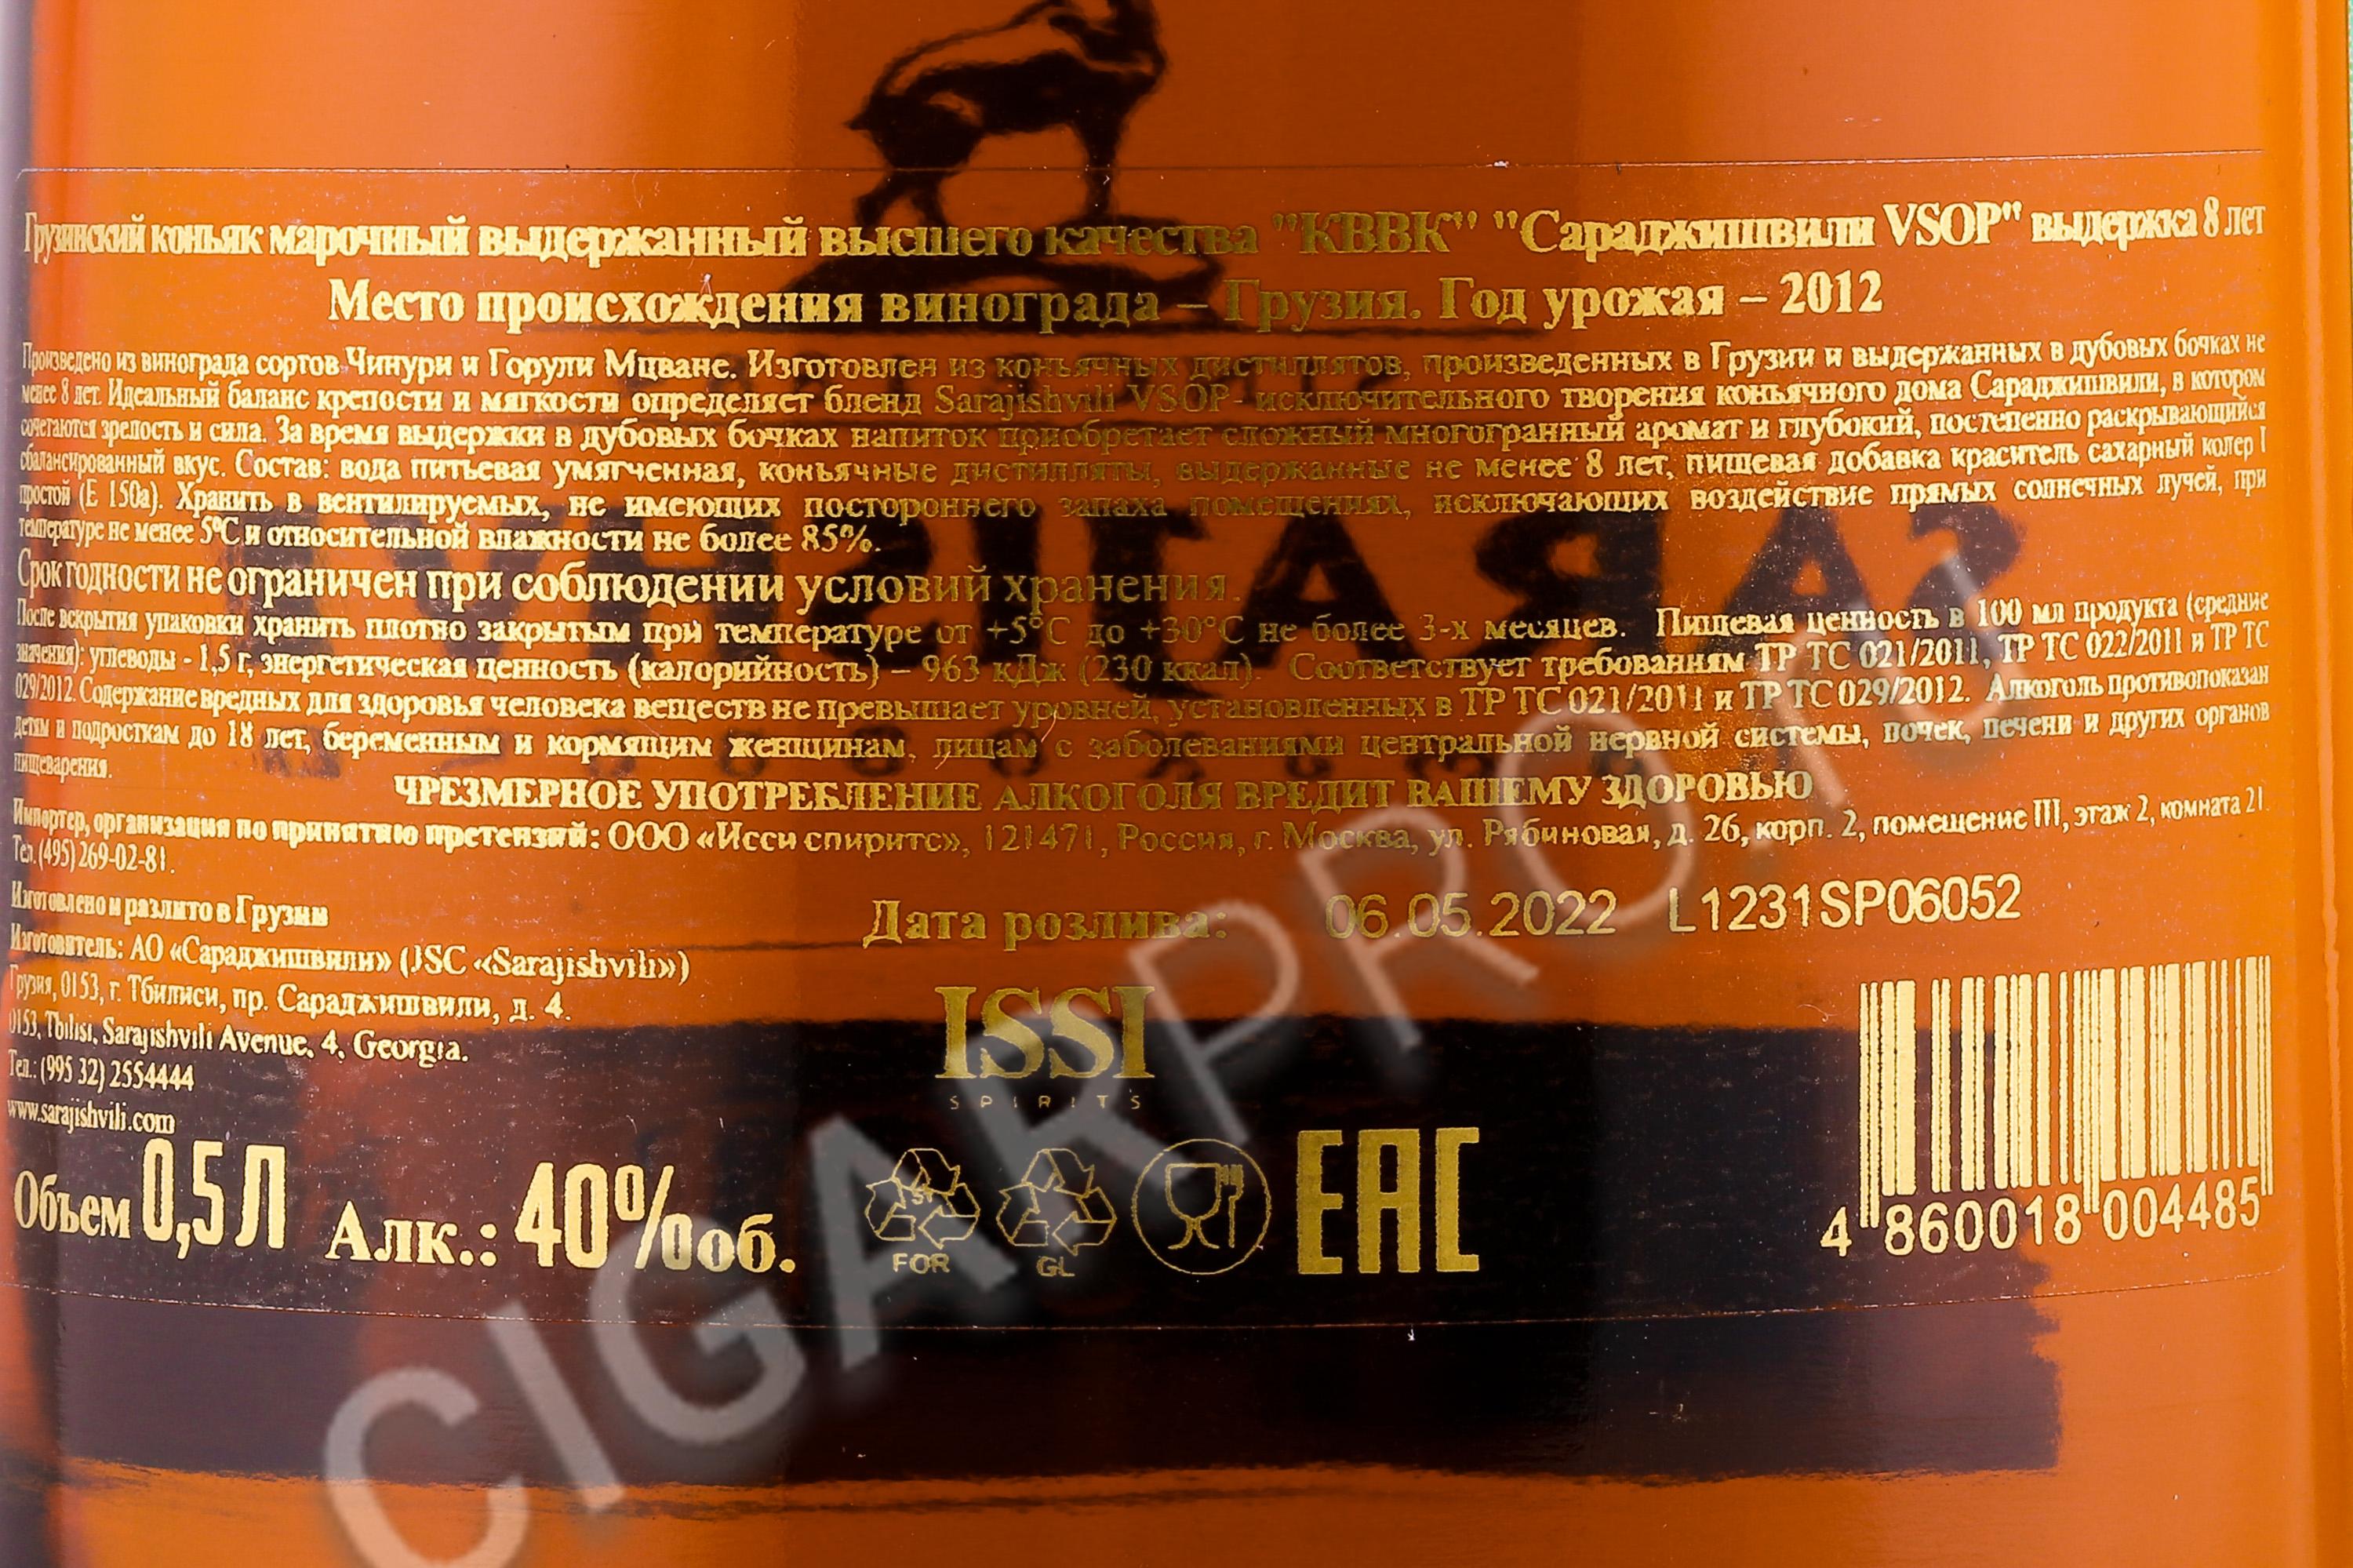 Грузинский коньяк марочный выдержанный высшего качества "КВВК" "Сараджишвили VSOP" выдержка 8 лет
Место происхождения винограда – Грузия. Год урожая – 2012
Произведено из винограда сортов Чинури и Горули Мцване. Изготовлен из коньячных дистиллятов, произведенных в Грузии и выдержанных в дубовых бочках не
менее 8 лет. Идеальный баланс крепости и мягкости определяет бленд Sarajishvili VSOP- исключительного творения коньячного дома Сараджишвили, в котором
сочетаются зрелость и сила. За время выдержки в дубовых бочках напиток приобретает сложный многогранный аромат и глубокий, постепенно раскрывающийся
сбалансированный вкус. Состав: вода питьевая умягченная, коньячные дистилляты, выдержанные не менее 8 лет, пищевая добавка краситель сахарный колер I
простой (Е 150а). Хранить в вентилируемых, не имеющих постороннего запаха помещениях, исключающих воздействие прямых солнечных лучей, при
температуре не менее 5°С и относительной влажности не более 85%.
Срок годности не ограничен при соблюдении условий хранения.
После вскрытия упаковки хранить плотно закрытым при температуре от +5°С до +30°С не более 3-х месяцев. Пищевая ценность в 100 мл продукта (средние
значения): углеводы - 1,5 г, энергетическая ценность (калорийность) – 963 кДж (230 ккал). Соответствует требованиям ТР ТС 021/2011, ТР ТС 022/2011 и ТР ТС
029/2012. Содержание вредных для здоровья человека веществ не превышает уровней, установленных в ТР ТС 021/2011 и ТР ТС 029/2012. Алкоголь противопоказан
детям и подросткам до 18 лет, беременным и кормящим женщинам, лицам с заболеваниями центральной нервной системы, почек, печени и других органов
пищеварения.
ЧРЕЗМЕРНОЕ УПОТРЕБЛЕНИЕ АЛКОГОЛЯ ВРЕДИТ ВАШЕМУ ЗДОРОВЬЮ
Импортер, организация по принятию претензий: ООО «Исси спиритс», 121471, Россия, г. Москва, ул. Рябиновая, д. 26, корп. 2, помещение III, этаж 2, комната 21.
Тел. (495) 269-02-81.
Изготовлено и разлито в Грузии
Дата розлива: 06.05.2022 L1231SP06052
Изготовитель: АО «Сараджишвили» (JSC «Sarajishvili»)
Грузия, 0153, г. Тбилиси, пр. Сараджишвили, д. 4.
0153, Tbilisi, Sarajishvili Avenue, 4, Georgia.
Тел.: (995 32) 2554444
www.sarajishvili.com
ISSI
SPIRITS
Объем 0,5 Л Алк.: 40% об.
FOR
GL
EAC
4 860018 004485
SARAJISHVILI
CIGARPRO.RU